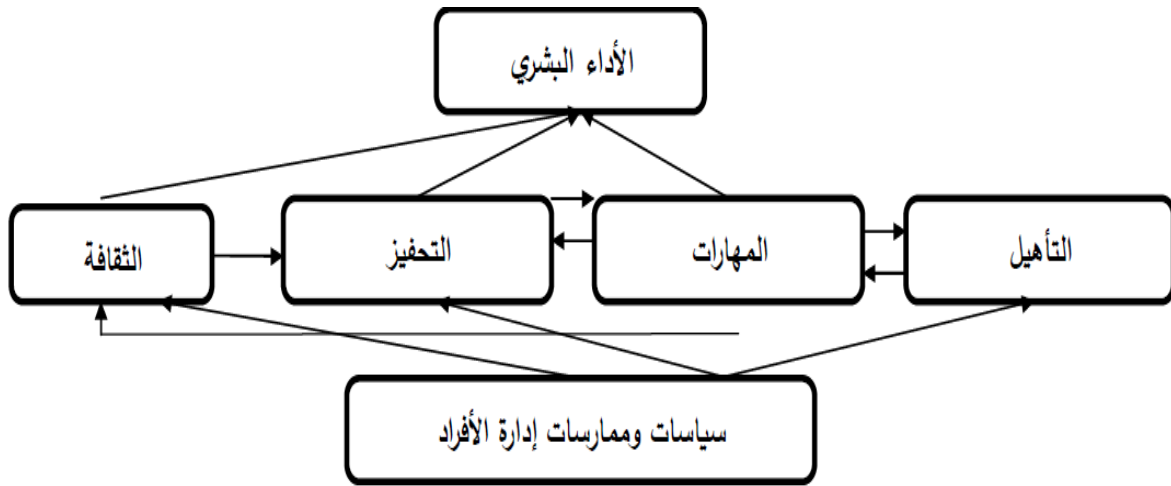 الأداء البشري
التأهيل
المهارات
التحفيز
الثقافة
سياسات وممارسات إدارة الأفراد